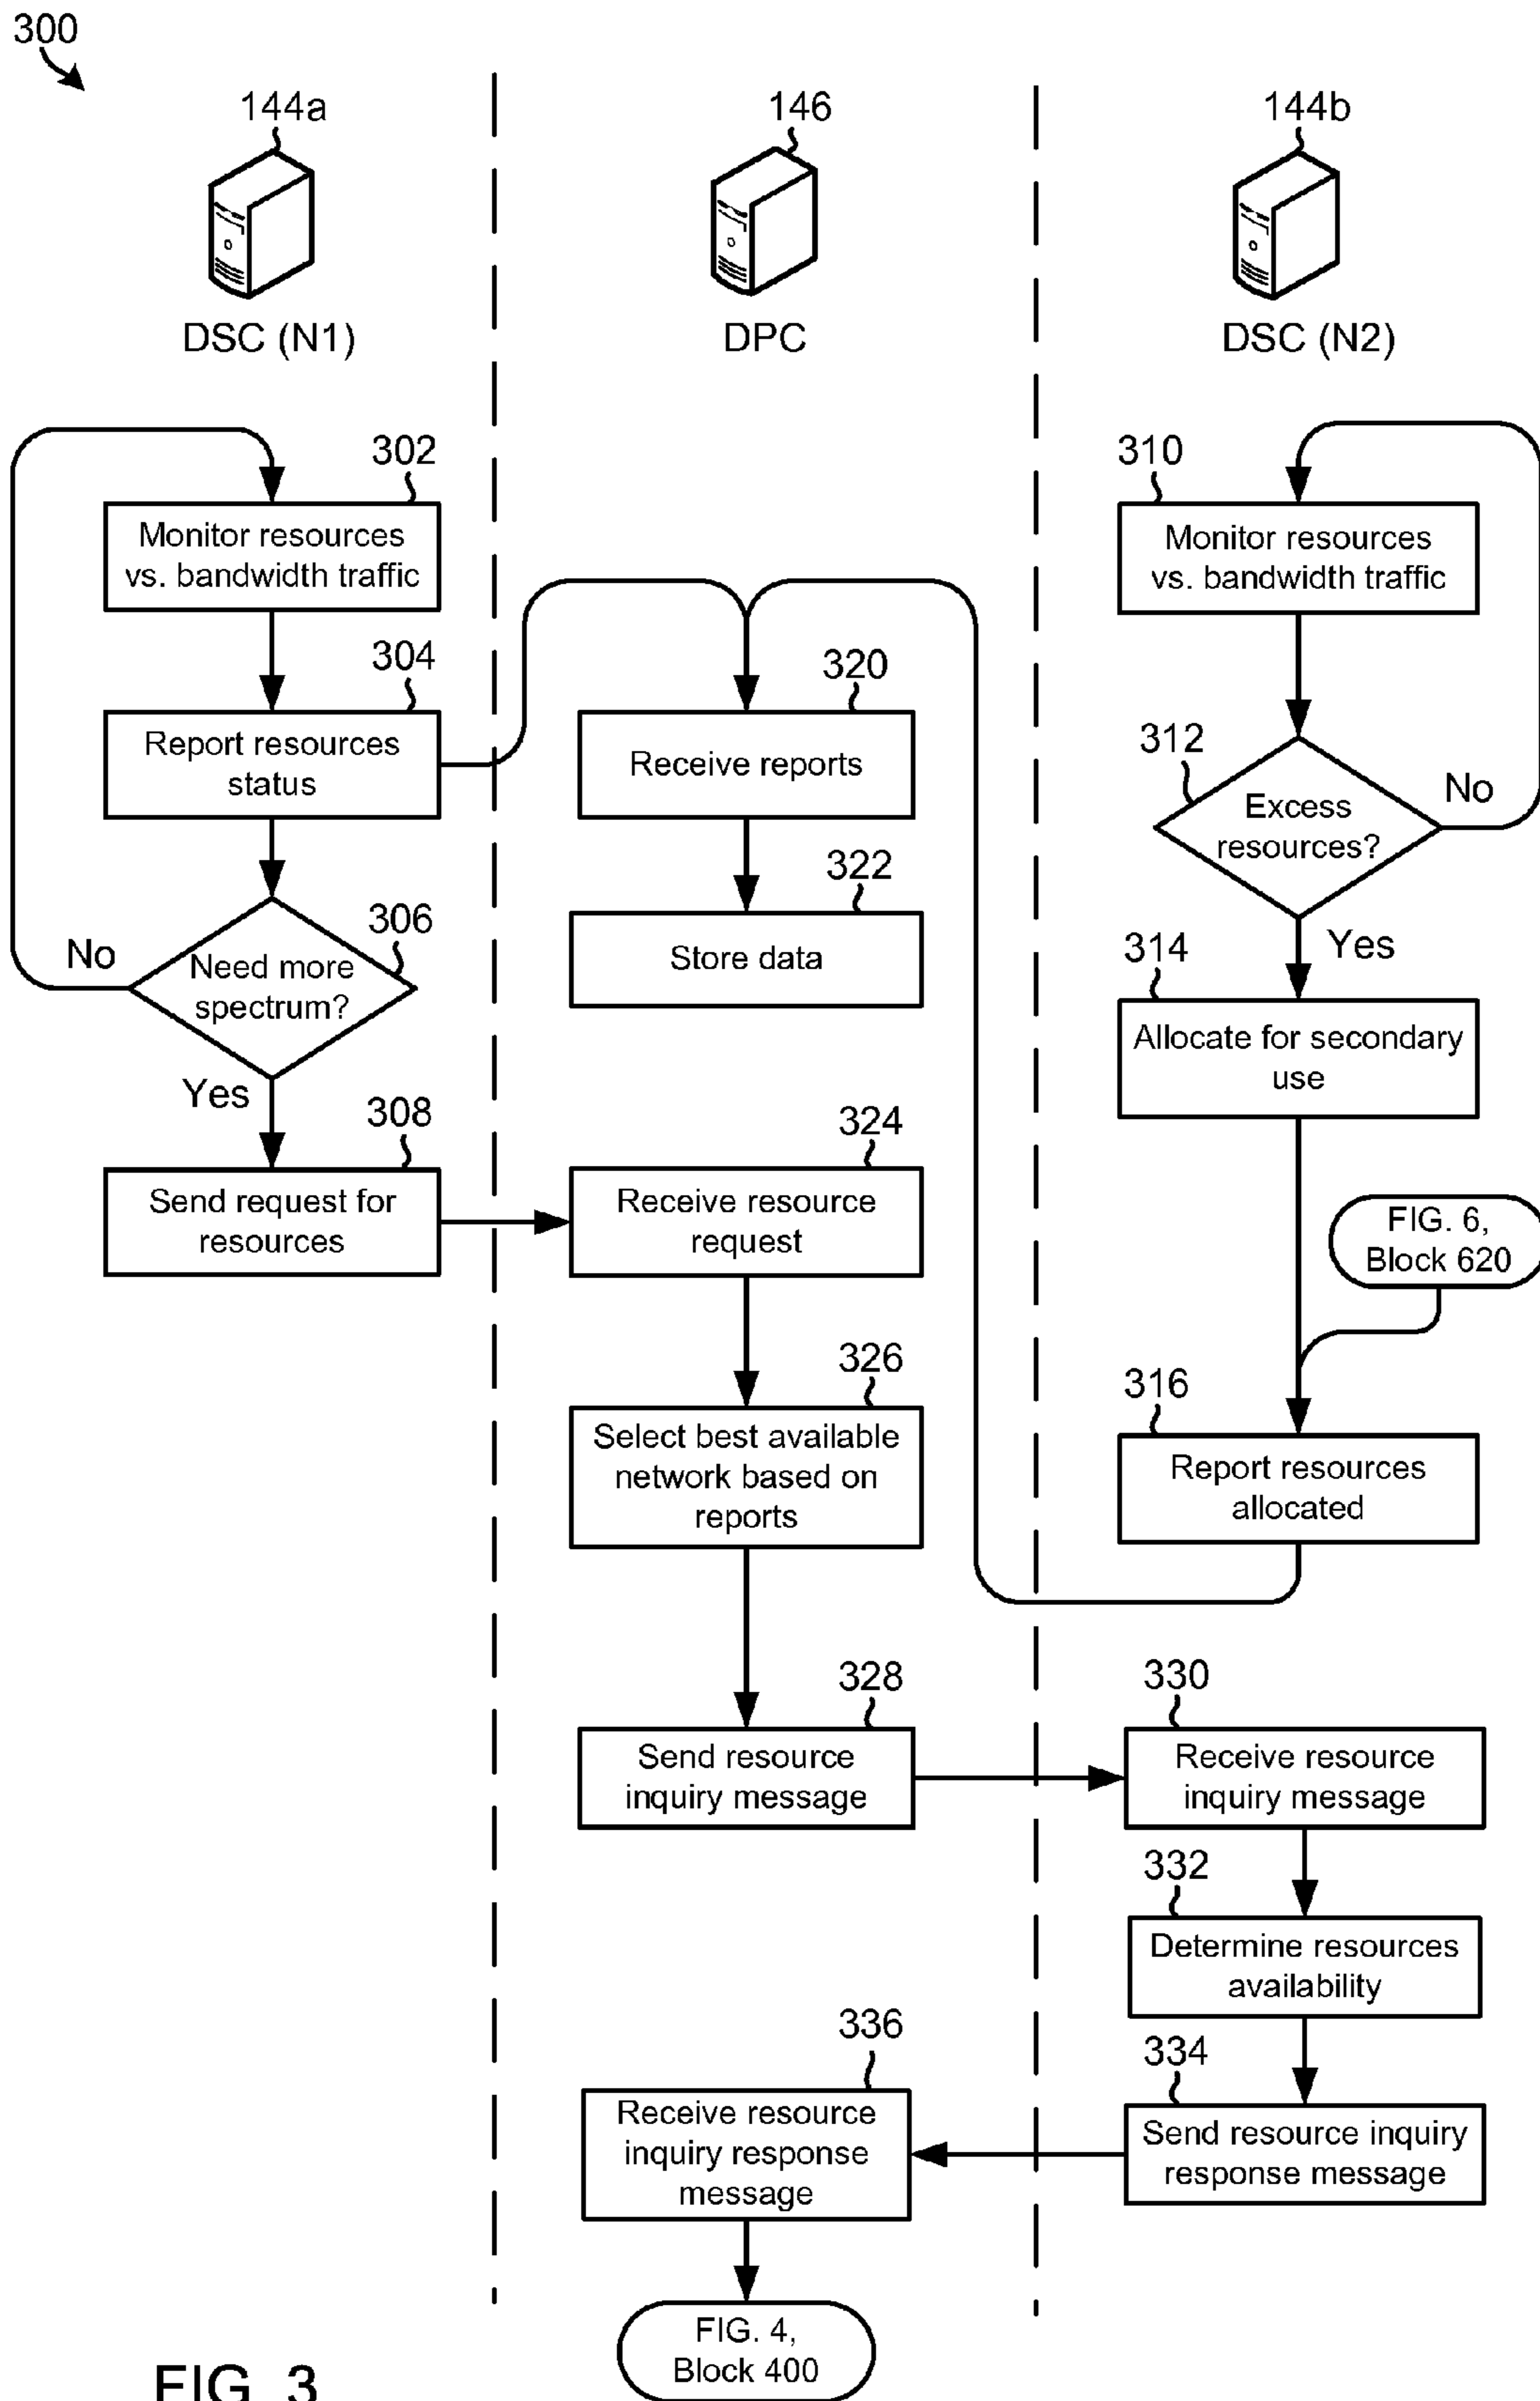 300
144a
146
144b
DSC (N1)
DPC
DSC (N2)
302
Monitor resources
vs. bandwidth traffic
304
Report resources
status
306
Need more
spectrum?
No
Yes
308
Send request for
resources
320
Receive reports
322
Store data
324
Receive resource
request
326
Select best available
network based on
reports
328
Send resource
inquiry message
336
Receive resource
inquiry response
message
FIG. 4,
Block 400
310
Monitor resources
vs. bandwidth traffic
312
Excess
resources?
No
Yes
314
Allocate for secondary
use
FIG. 6,
Block 620
316
Report resources
allocated
330
Receive resource
inquiry message
332
Determine resources
availability
334
Send resource inquiry
response message
FIG. 3